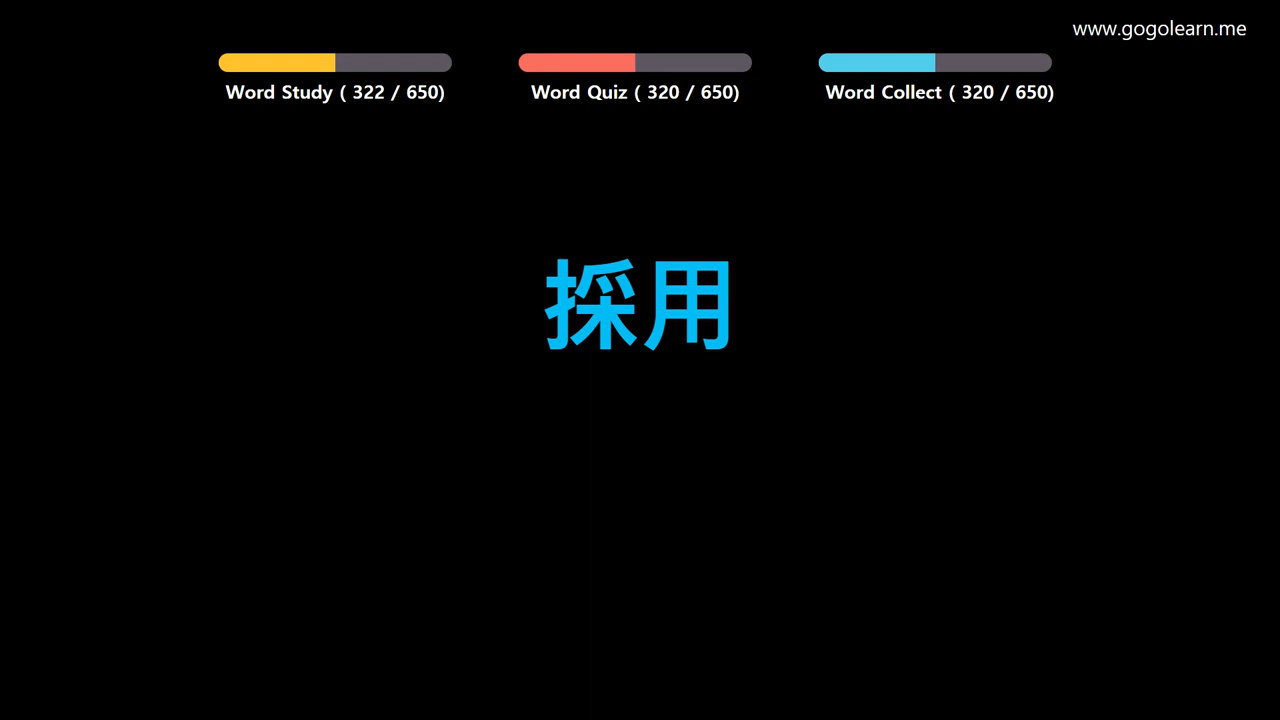 www.gogolearn.me
Word Study ( 322 / 650)
Word Quiz ( 320 / 650)
Word Collect ( 320 / 650)
採用